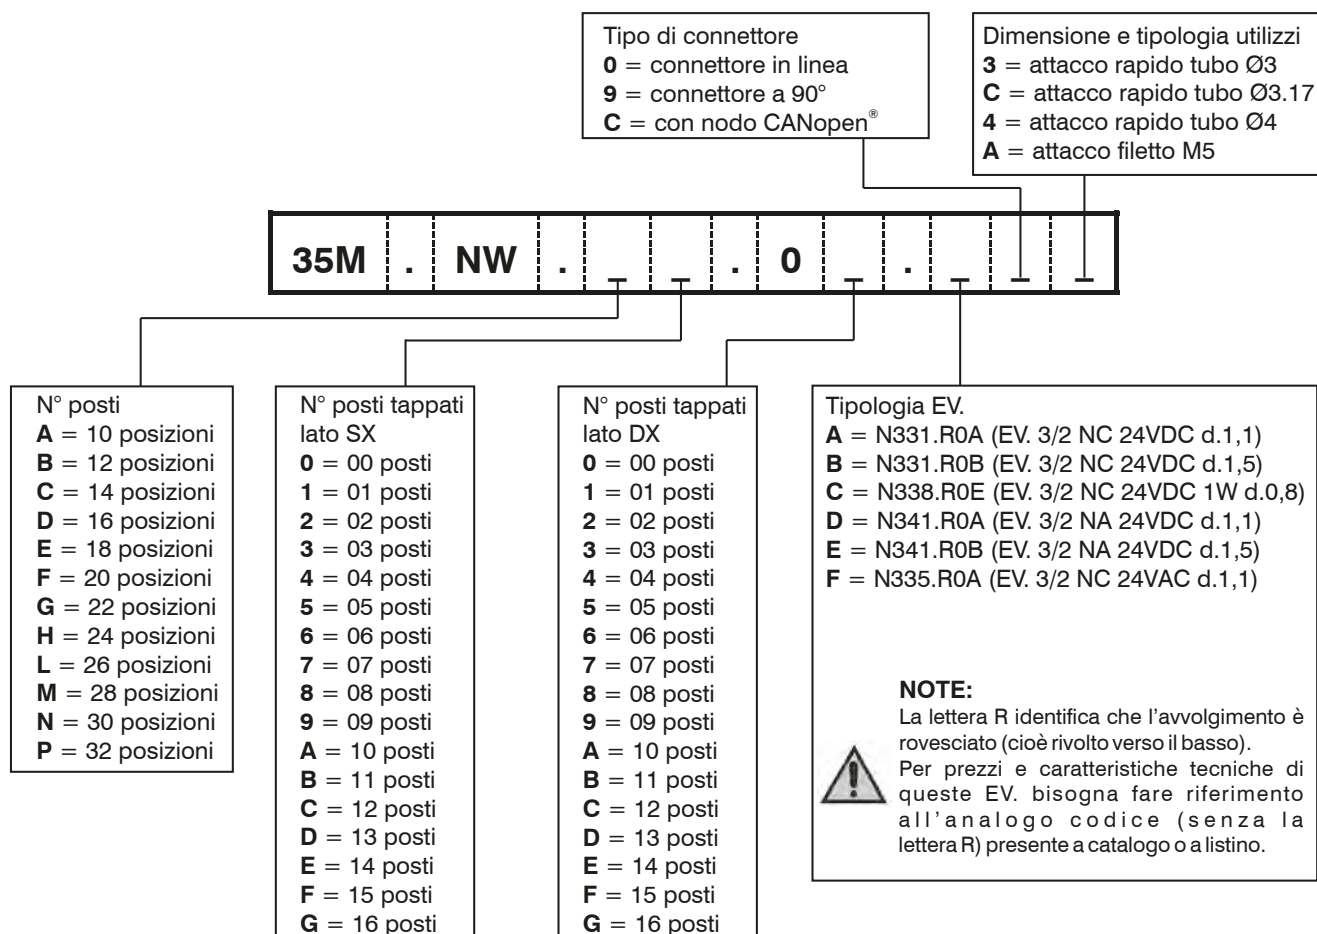 Tipo di connettore
0 = connettore in linea
9 = connettore a 90°
C = con nodo CANopen®
Dimensione e tipologia utilizzi
3 = attacco rapido tubo Ø3
C = attacco rapido tubo Ø3.17
4 = attacco rapido tubo Ø4
A = attacco filetto M5
35M . NW . _ _ . 0 _ . _ _ _
N° posti
A = 10 posizioni
B = 12 posizioni
C = 14 posizioni
D = 16 posizioni
E = 18 posizioni
F = 20 posizioni
G = 22 posizioni
H = 24 posizioni
L = 26 posizioni
M = 28 posizioni
N = 30 posizioni
P = 32 posizioni
N° posti tappati
lato SX
0 = 00 posti
1 = 01 posti
2 = 02 posti
3 = 03 posti
4 = 04 posti
5 = 05 posti
6 = 06 posti
7 = 07 posti
8 = 08 posti
9 = 09 posti
A = 10 posti
B = 11 posti
C = 12 posti
D = 13 posti
E = 14 posti
F = 15 posti
G = 16 posti
N° posti tappati
lato DX
0 = 00 posti
1 = 01 posti
2 = 02 posti
3 = 03 posti
4 = 04 posti
5 = 05 posti
6 = 06 posti
7 = 07 posti
8 = 08 posti
9 = 09 posti
A = 10 posti
B = 11 posti
C = 12 posti
D = 13 posti
E = 14 posti
F = 15 posti
G = 16 posti
Tipologia EV.
A = N331.R0A (EV. 3/2 NC 24VDC d.1,1)
B = N331.R0B (EV. 3/2 NC 24VDC d.1,5)
C = N338.R0E (EV. 3/2 NC 24VDC 1W d.0,8)
D = N341.R0A (EV. 3/2 NA 24VDC d.1,1)
E = N341.R0B (EV. 3/2 NA 24VDC d.1,5)
F = N335.R0A (EV. 3/2 NC 24VAC d.1,1)
NOTE:
La lettera R identifica che l'avvolgimento è
rovesciato (cioè rivolto verso il basso).
Per prezzi e caratteristiche tecniche di
queste EV. bisogna fare riferimento
all'analogo codice (senza la
lettera R) presente a catalogo o a listino.